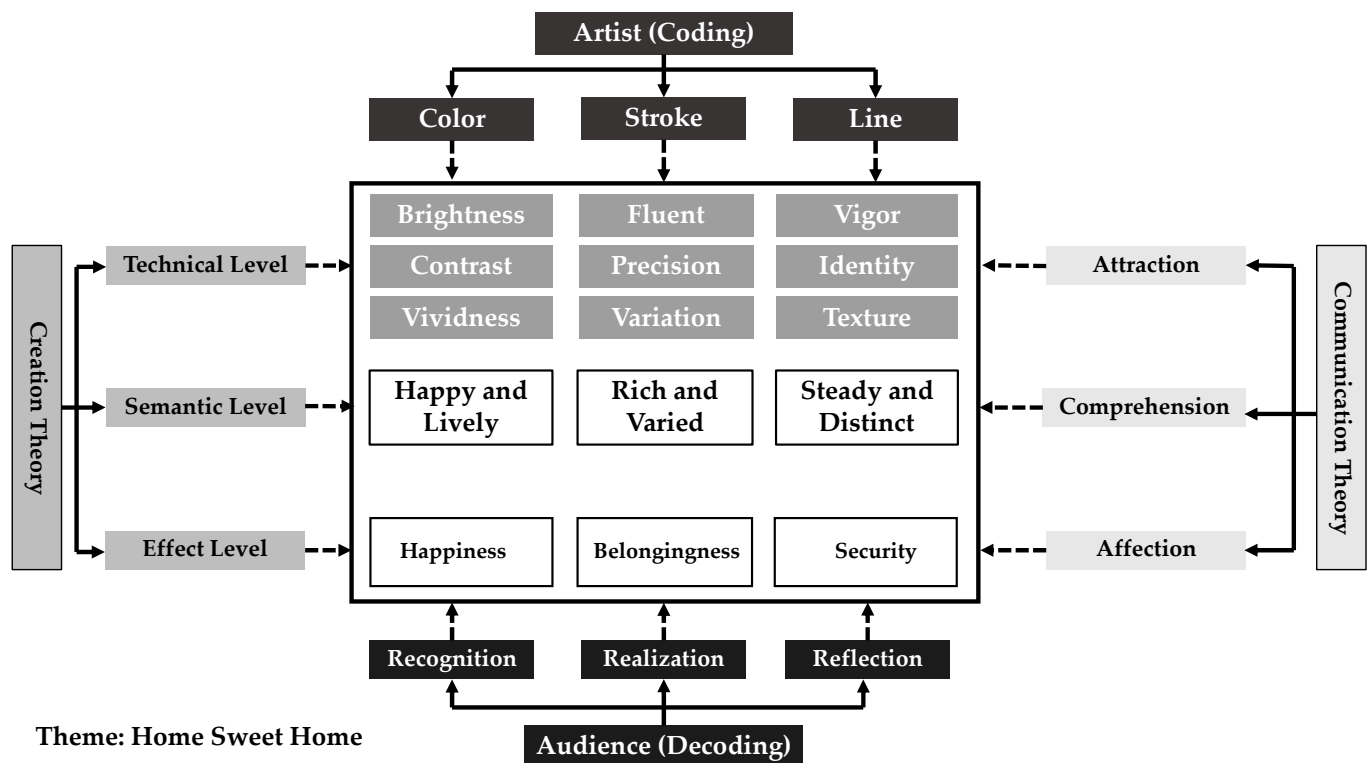 Artist (Coding)
Color
Stroke
Line
Brightness
Fluent
Vigor
Technical Level
Contrast
Precision
Identity
Attraction
Vividness
Variation
Texture
Creation Theory
Communication Theory
Semantic Level
Happy and
Lively
Rich and
Varied
Steady and
Distinct
Comprehension
Effect Level
Happiness
Belongingness
Security
Affection
Recognition
Realization
Reflection
Theme: Home Sweet Home
Audience (Decoding)